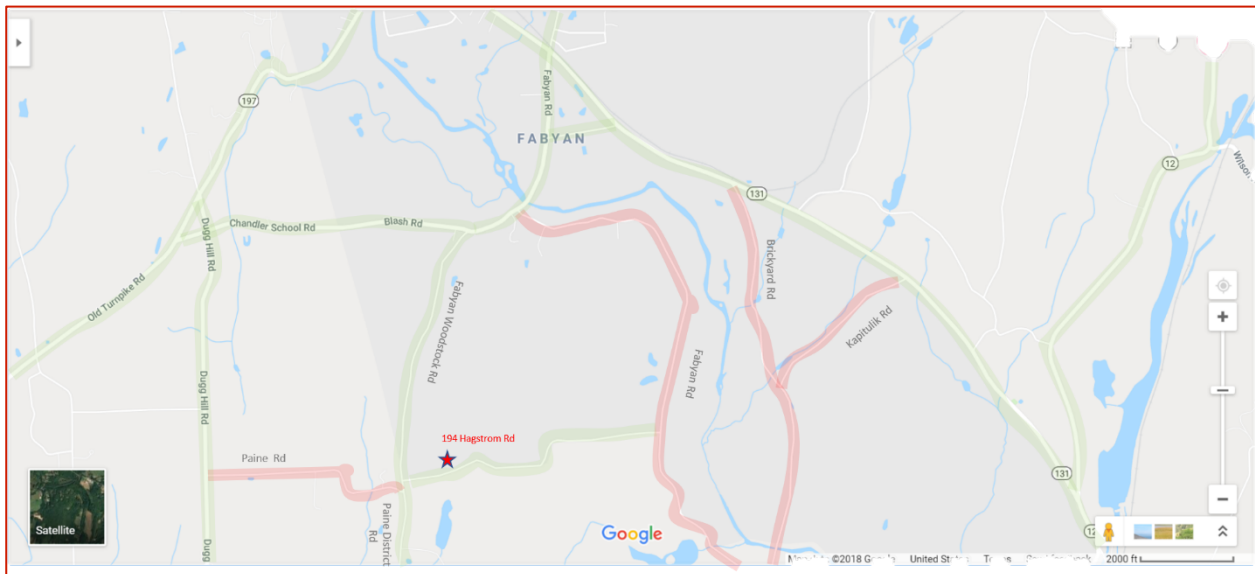 197
Fabyan Rd
FABYAN
12
131
Chandler School Rd
Blash Rd
Dugg Hill Rd
Old Turnpike Rd
Brickyard Rd
Fabyan Woodstock Rd
Kapitulik Rd
Fabyan Rd
Dugg Hill Rd
194 Hagstrom Rd
Paine Rd
131
Satellite
Paine District
Rd
Google
Dugg
©2018
United
2000 ft